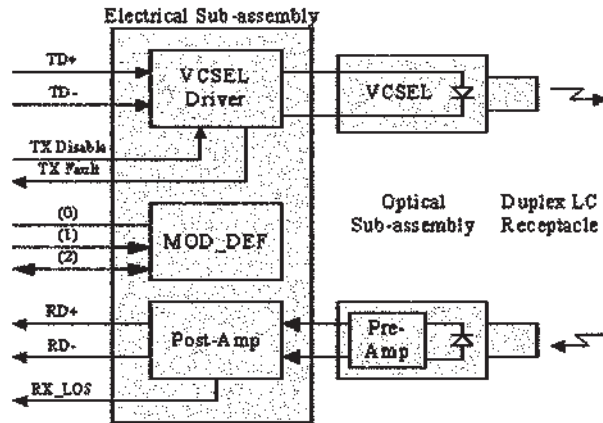 Electrical Sub-assembly
TD+
TD-
TX Disable
TX Fault
VCSEL
Driver
VCSEL
(0)
(1)
(2)
MOD_DEF
Optical
Sub-assembly
Duplex LC
Receptacle
RD+
RD-
RX_LOS
Post-Amp
Pre-
Amp